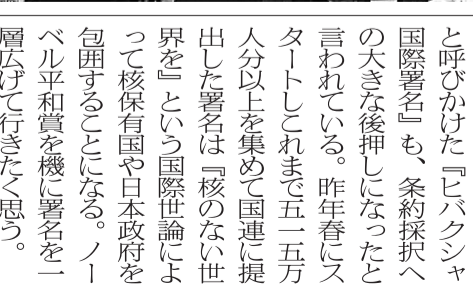 と呼びかけた『ヒバクシャ
国際署名』も、条約採択へ
の大きな後押しになったと
言われている。昨年春にス
タートしこれまで五一五万
人分以上を集めて国連に提
出した署名は『核のない世
界を』という国際世論によ
って核保有国や日本政府を
包囲することになる。ノー
ベル平和賞を機に署名を一
層広げて行きたく思う。